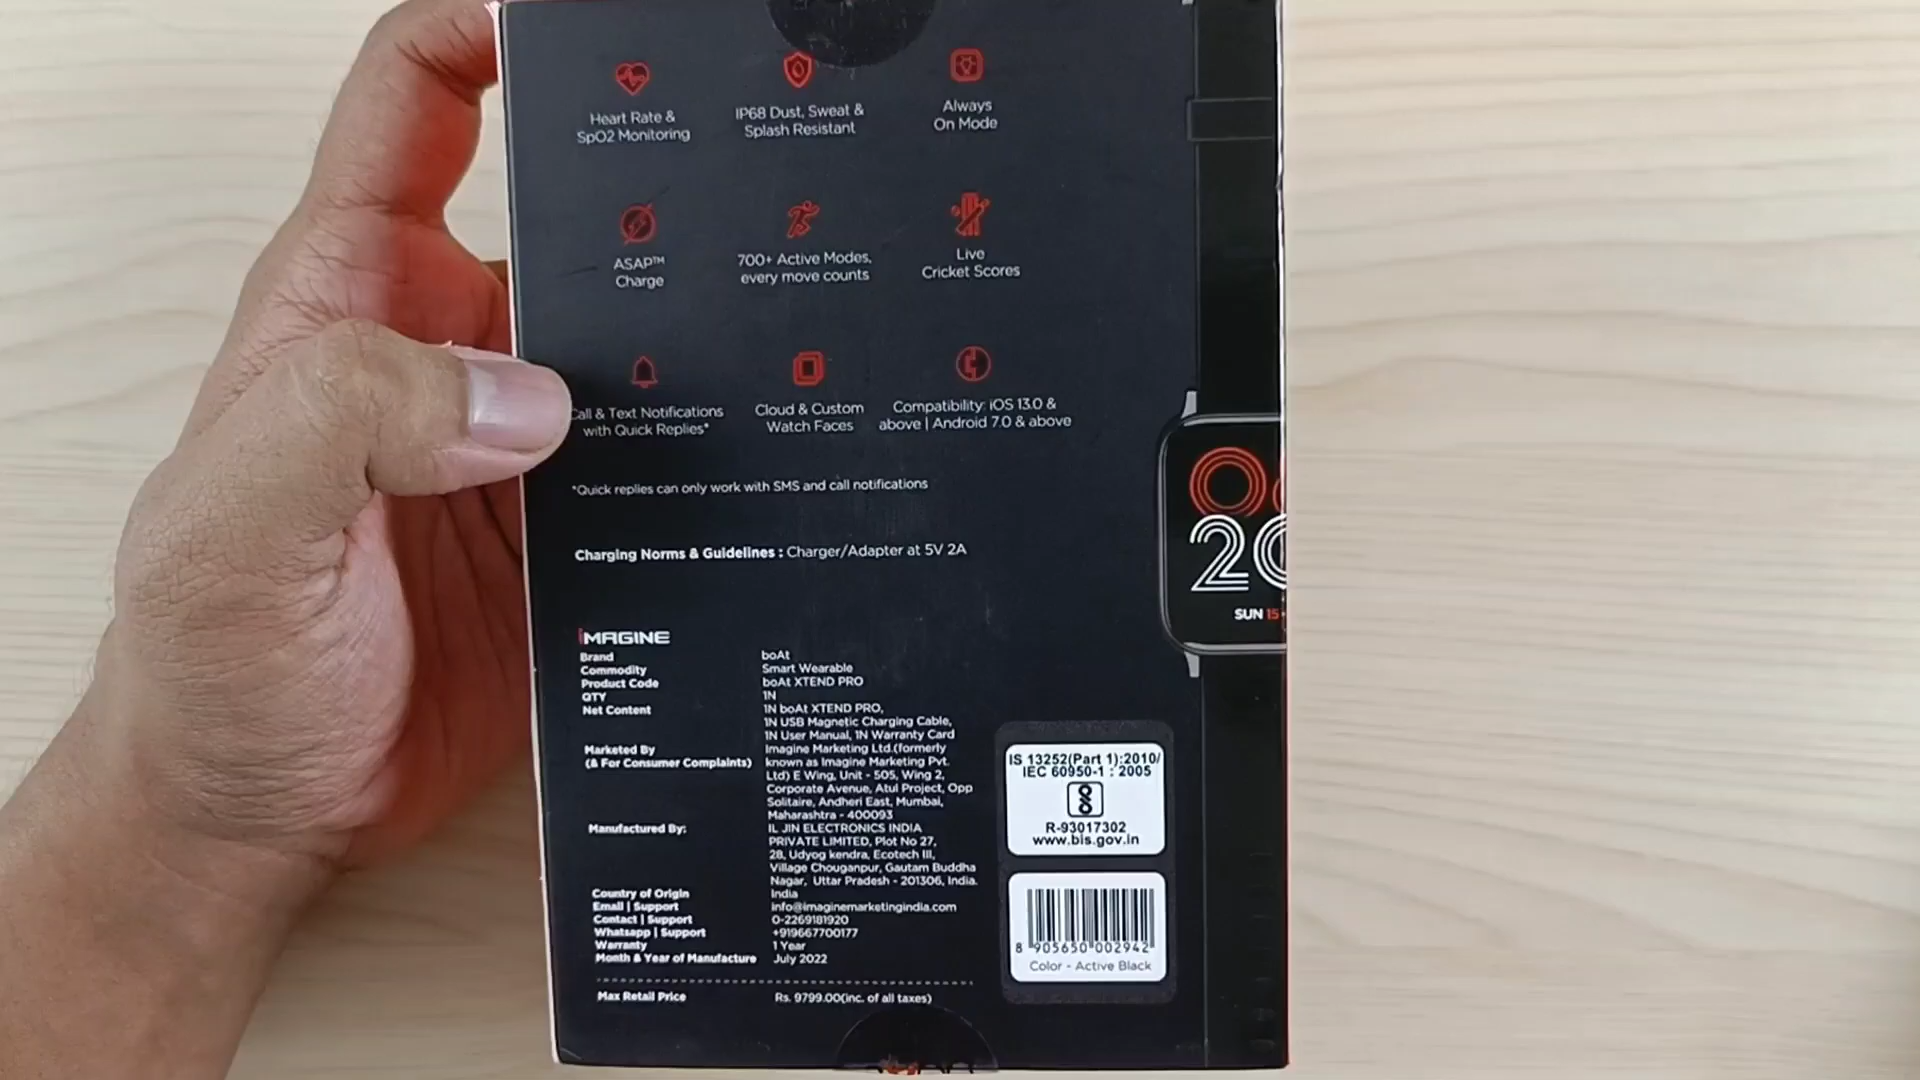 Heart Rate &
SpO2 Monitoring
IP68 Dust, Sweat &
Splash Resistant
Always
On Mode
ASAP™
Charge
700+ Active Modes,
every move counts
Live
Cricket Scores
all & Text Notifications
with Quick Replies*
Cloud & Custom
Watch Faces
Compatibility: iOS 13.0 &
above | Android 7.0 & above
*Quick replies can only work with SMS and call notifications
Charging Norms & Guidelines : Charger/Adapter at 5V 2A
20
SUN 15
iMAGINE
Brand boAt
Commodity Smart Wearable
Product Code boAt XTEND PRO
QTY 1N
Net Content 1N boAt XTEND PRO,
1N USB Magnetic Charging Cable,
1N User Manual, 1N Warranty Card
Marketed By Imagine Marketing Ltd.(formerly
(& For Consumer Complaints) known as Imagine Marketing Pvt.
Ltd) E Wing, Unit - 505, Wing 2,
Corporate Avenue, Atul Project, Opp
Solitaire, Andheri East, Mumbai,
Maharashtra - 400093
Manufactured By: IL JIN ELECTRONICS INDIA
PRIVATE LIMITED, Plot No 27,
28, Udyog kendra, Ecotech III,
Village Chouganpur, Gautam Buddha
Nagar, Uttar Pradesh - 201306, India.
Country of Origin India
Email | Support info@imaginemarketingindia.com
Contact | Support 0-2269181920
Whatsapp | Support +919667700177
Warranty 1 Year
Month & Year of Manufacture July 2022
Max Retail Price Rs. 9799.00(inc. of all taxes)
IS 13252(Part 1):2010/
IEC 60950-1 : 2005
R-93017302
www.bis.gov.in
8 905650 002942
Color - Active Black